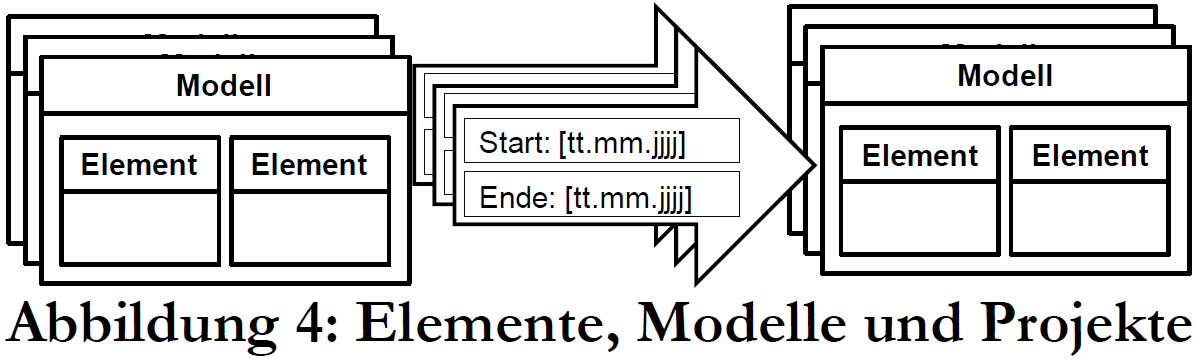 Modell
Element Element
Start: [tt.mm.jjjj]
Ende: [tt.mm.jjjj]
Modell
Element Element
Abbildung 4: Elemente, Modelle und Projekte